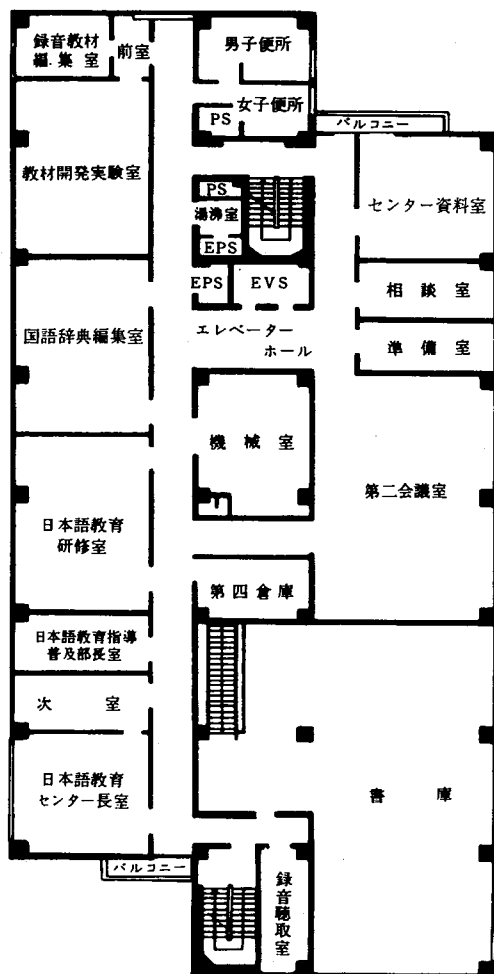 録音教材
編.集室
前室
男子便所
女子便所
PS
バルコニー
教材開発実験室
PS
湯沸室
EPS
センター資料室
EPS
EVS
相談室
国語辞典編集室
エレベーター
ホール
準備室
機械室
第二会議室
日本語教育
研修室
第四倉庫
日本語教育指導
普及部長室
次室
日本語教育
センター長室
書庫
バルコニー
録音聴取室